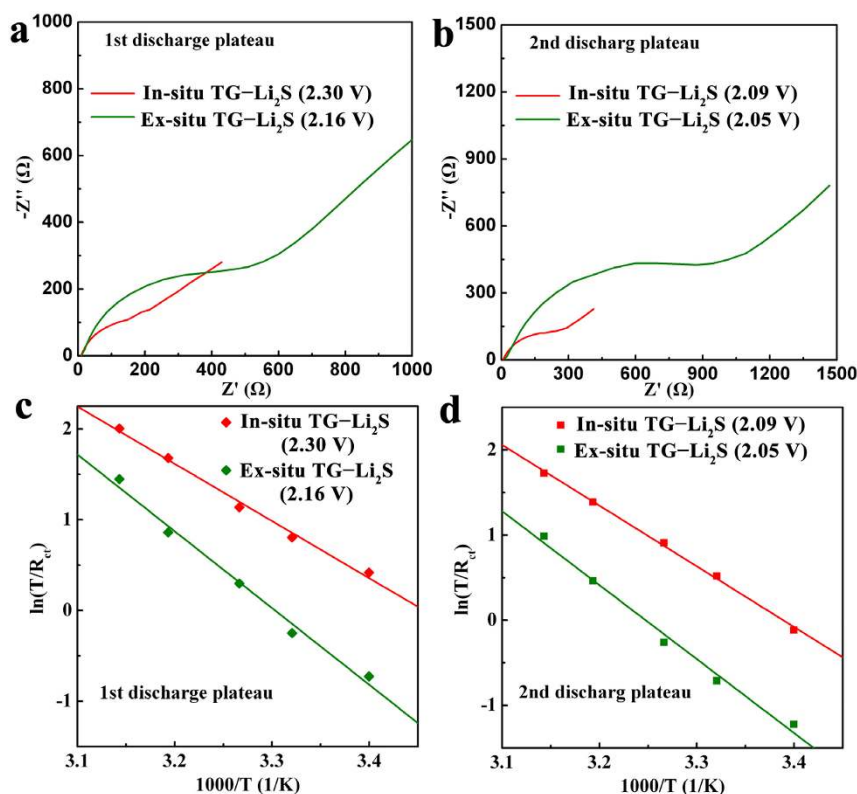 a
1st discharge plateau
In-situ TG−Li₂S (2.30 V)
Ex-situ TG−Li₂S (2.16 V)
1000
800
600
400
200
0
-Z'' (Ω)
0 200 400 600 800 1000
Z' (Ω)
b
2nd discharg plateau
In-situ TG−Li₂S (2.09 V)
Ex-situ TG−Li₂S (2.05 V)
1500
1200
900
600
300
0
-Z'' (Ω)
0 300 600 900 1200 1500
Z' (Ω)
c
In-situ TG−Li₂S
(2.30 V)
Ex-situ TG−Li₂S
(2.16 V)
2
1
0
-1
ln(T/Rct)
1st discharge plateau
3.1 3.2 3.3 3.4
1000/T (1/K)
d
In-situ TG−Li₂S (2.09 V)
Ex-situ TG−Li₂S (2.05 V)
2
1
0
-1
ln(T/Rct)
2nd discharg plateau
3.1 3.2 3.3 3.4
1000/T (1/K)